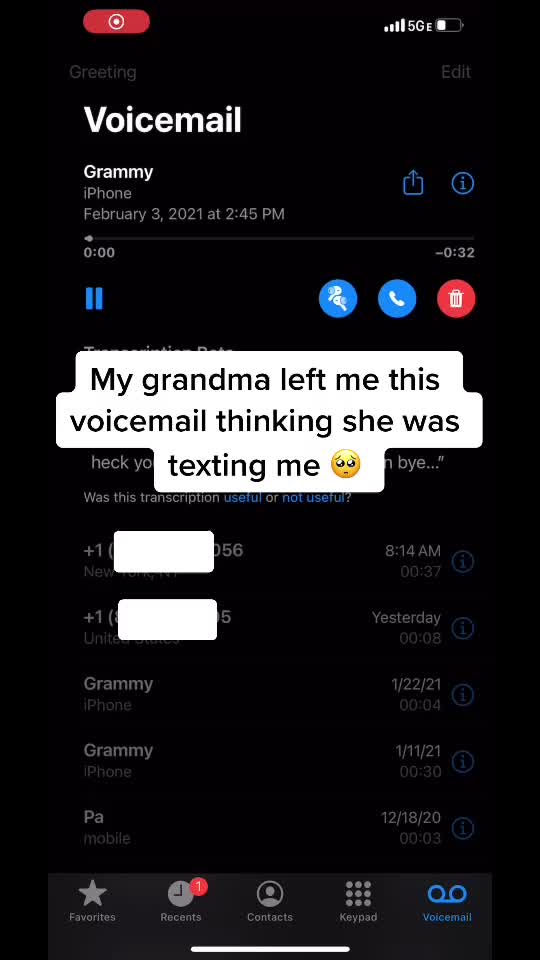 5GE
Greeting
Edit
Voicemail
Grammy
iPhone
February 3, 2021 at 2:45 PM
0:00
-0:32
My grandma left me this
voicemail thinking she was
texting me 🥺
heck
bye..."
Was this transcription useful or not useful?
+1 (
056
8:14 AM
New York, NY
00:37
+1 (
5
Yesterday
United States
00:08
Grammy
1/22/21
iPhone
00:04
Grammy
1/11/21
iPhone
00:30
Pa
12/18/20
mobile
00:03
1
Favorites
Recents
Contacts
Keypad
Voicemail